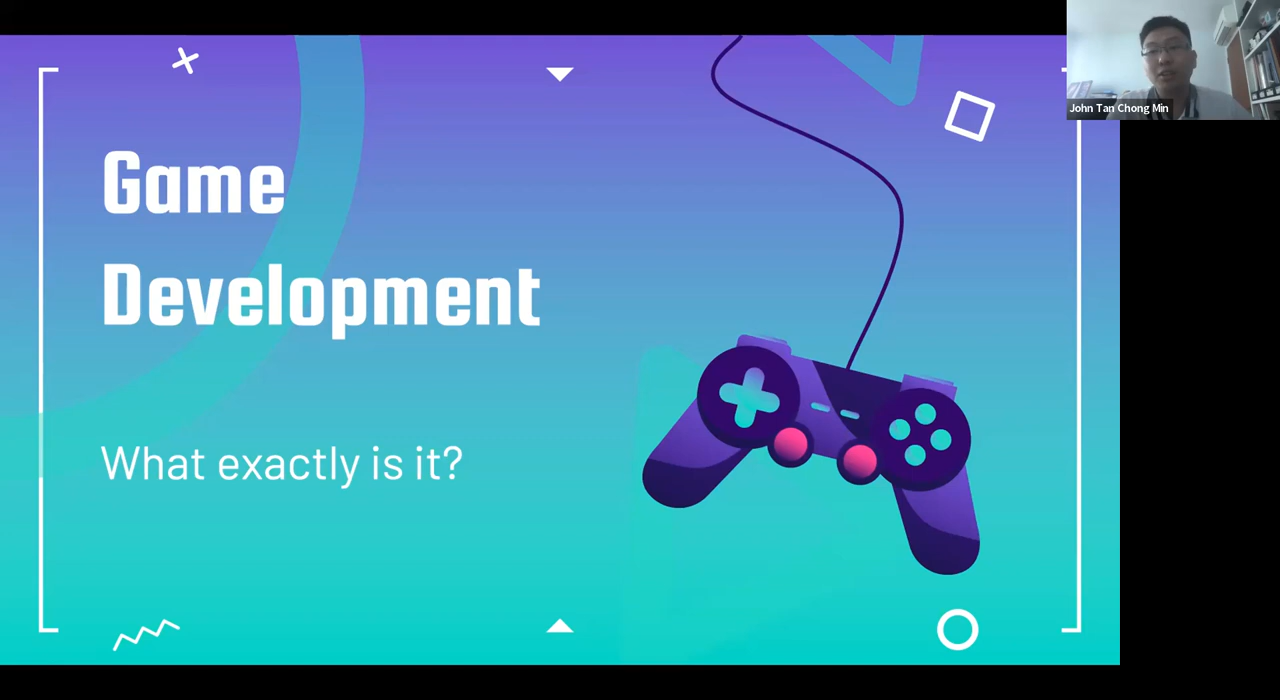 Game
Development
What exactly is it?
John Tan Chong Min